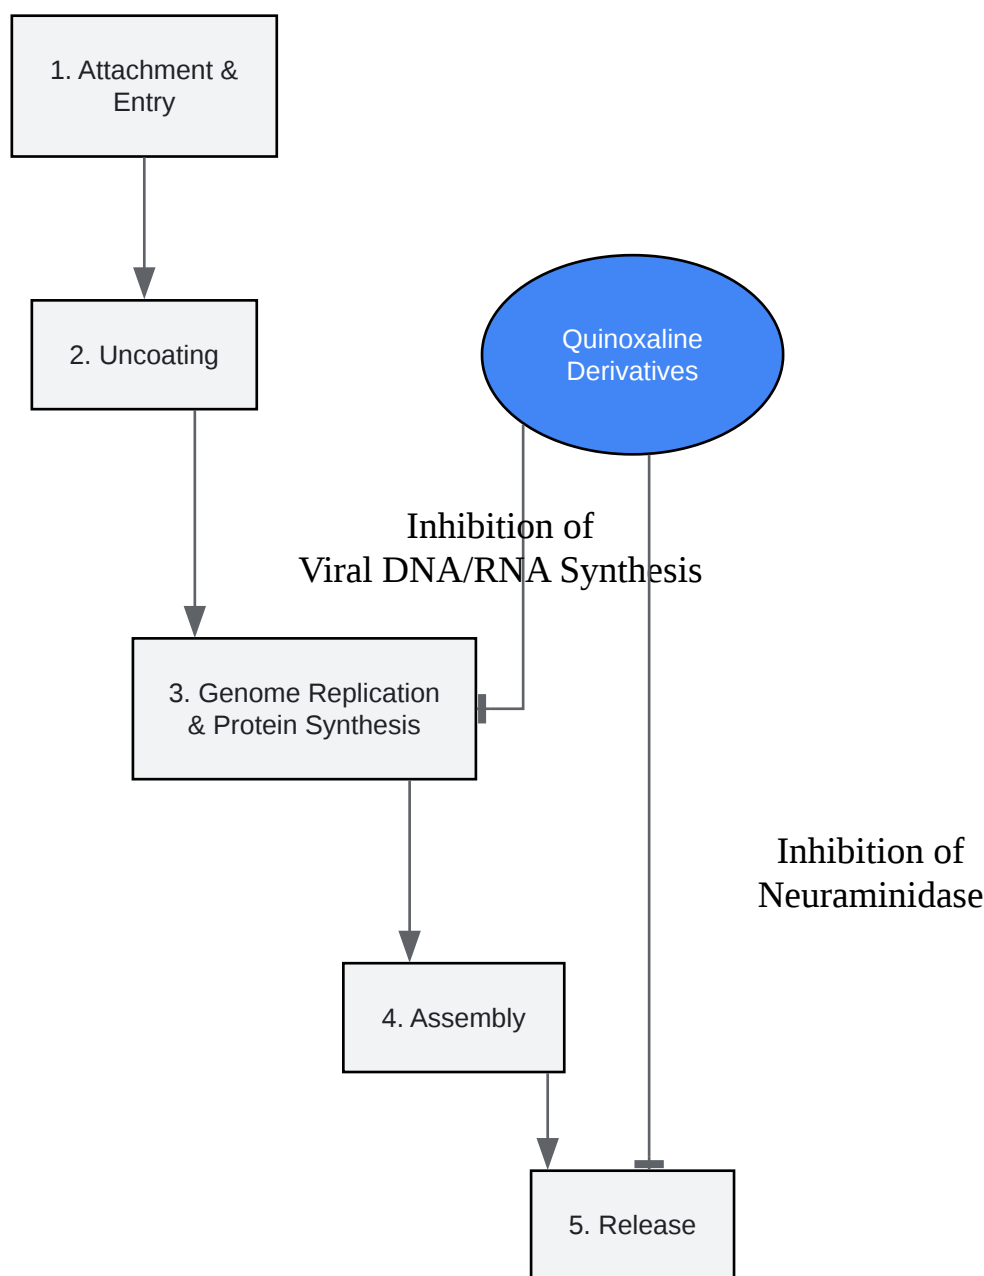 1. Attachment &
Entry
2. Uncoating
Quinoxaline
Derivatives
Inhibition of
Viral DNA/RNA Synthesis
3. Genome Replication
& Protein Synthesis
Inhibition of
Neuraminidase
4. Assembly
5. Release